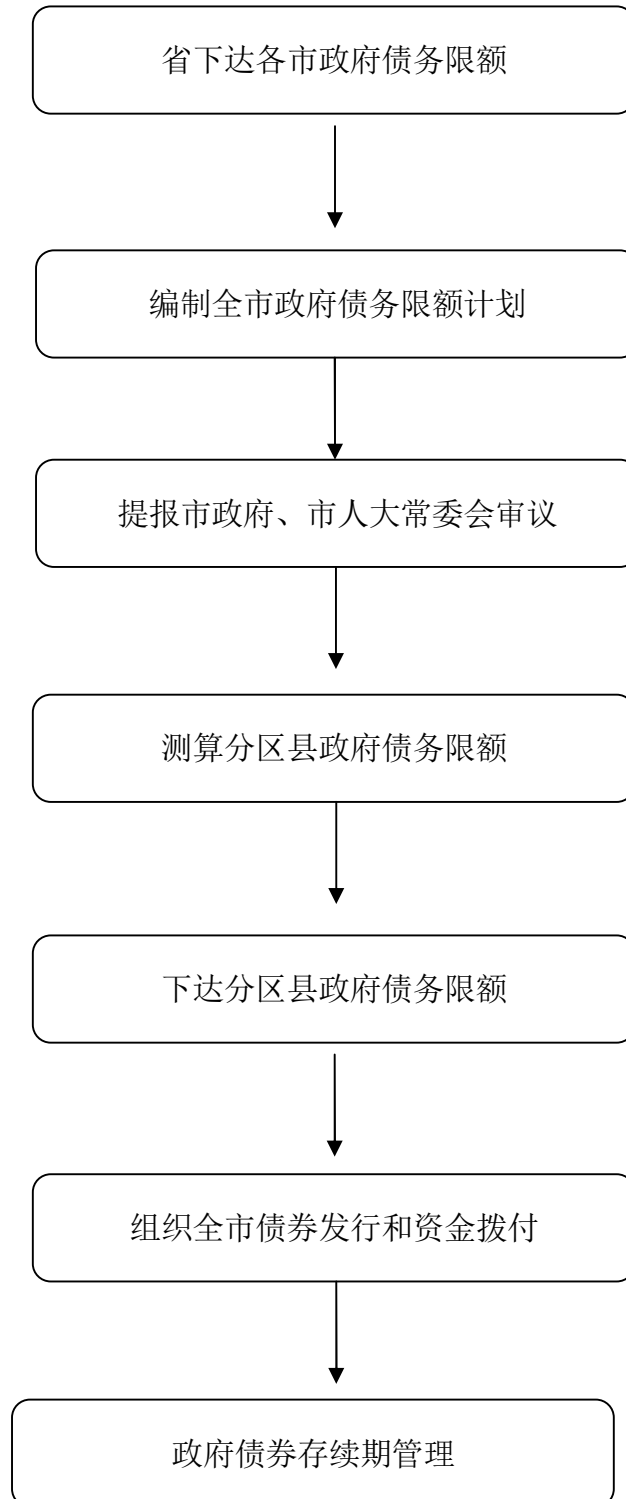 省下达各市政府债务限额
编制全市政府债务限额计划
提报市政府、市人大常委会审议
测算分区县政府债务限额
下达分区县政府债务限额
组织全市债券发行和资金拨付
政府债券存续期管理